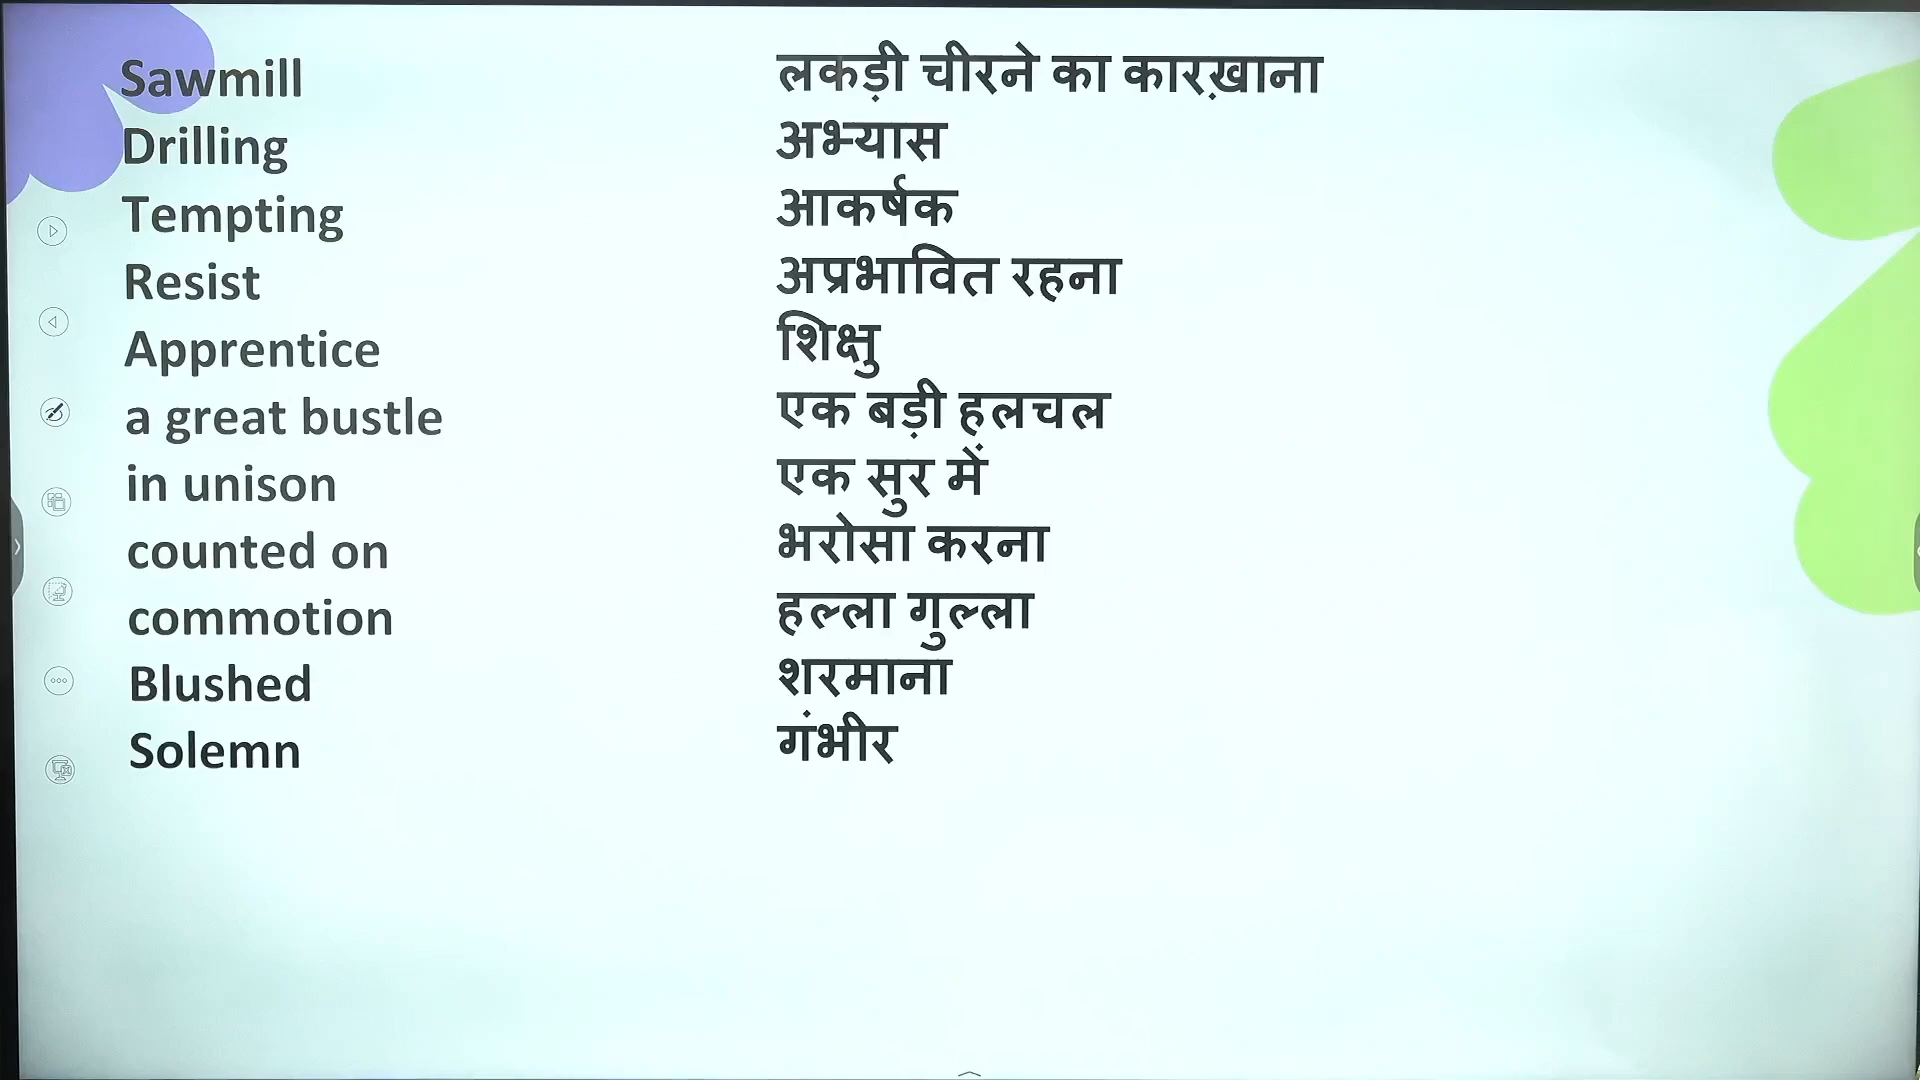 Sawmill लकड़ी चीरने का कारख़ाना
Drilling अभ्यास
Tempting आकर्षक
Resist अप्रभावित रहना
Apprentice शिक्षु
a great bustle एक बड़ी हलचल
in unison एक सुर में
counted on भरोसा करना
commotion हल्ला गुल्ला
Blushed शरमाना
Solemn गंभीर